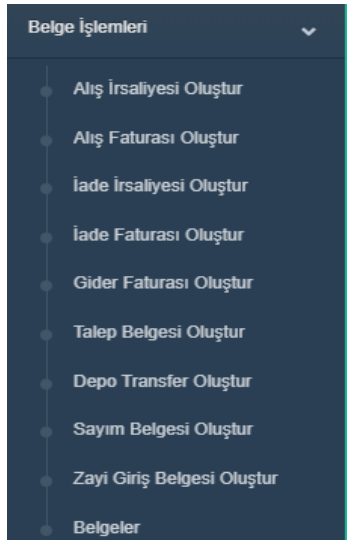 Belge İşlemleri
Alış İrsaliyesi Oluştur
Alış Faturası Oluştur
İade İrsaliyesi Oluştur
İade Faturası Oluştur
Gider Faturası Oluştur
Talep Belgesi Oluştur
Depo Transfer Oluştur
Sayım Belgesi Oluştur
Zayi Giriş Belgesi Oluştur
Belgeler